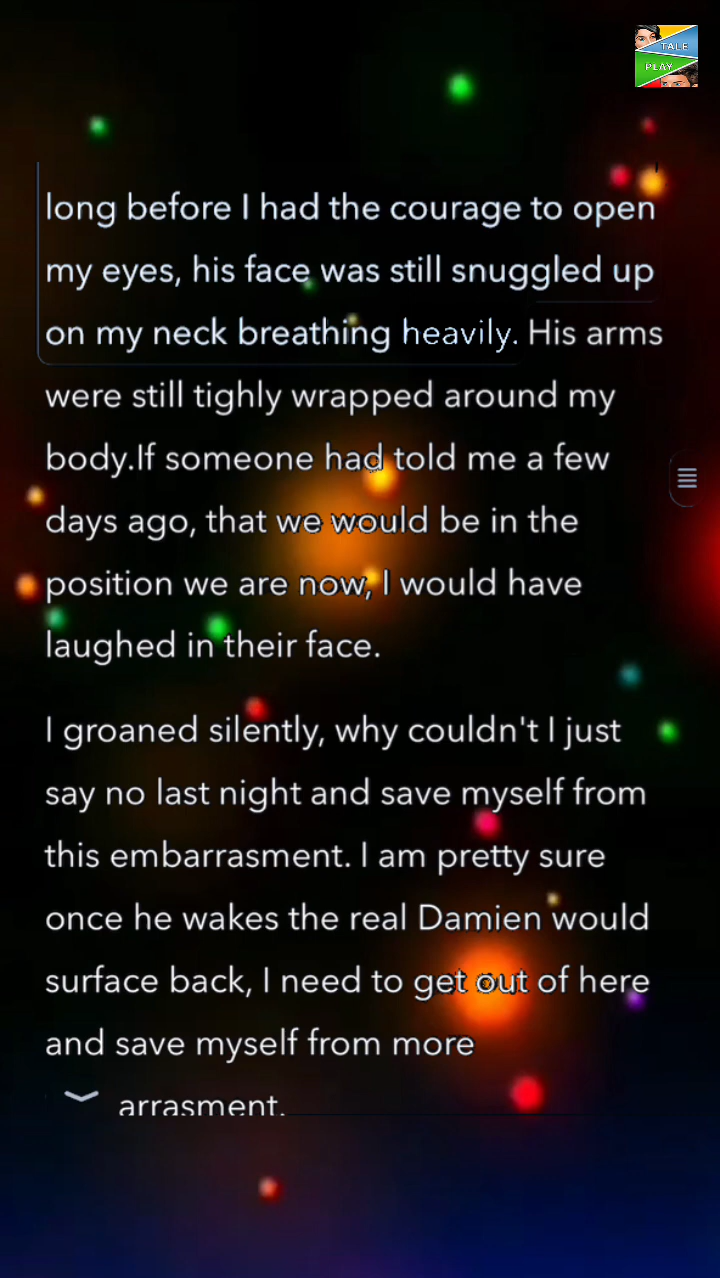 TALE
PLAY
long before I had the courage to open
my eyes, his face was still snuggled up
on my neck breathing heavily. His arms
were still tighly wrapped around my
body.If someone had told me a few
days ago, that we would be in the
position we are now, I would have
laughed in their face.
I groaned silently, why couldn't I just
say no last night and save myself from
this embarrasment. I am pretty sure
once he wakes the real Damien would
surface back, I need to get out of here
and save myself from more
arrasment.